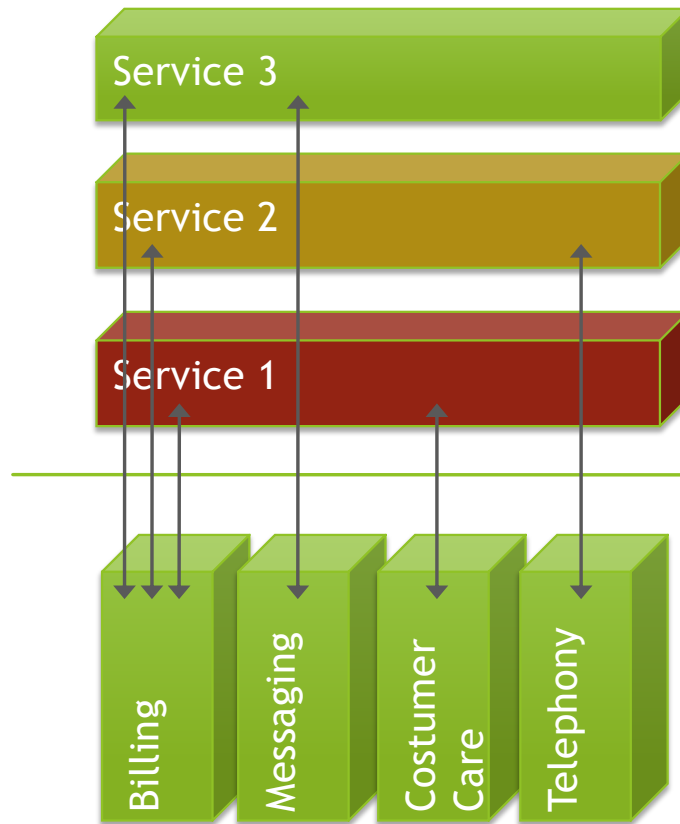 Service 3
Service 2
Service 1
Billing
Messaging
Costumer
Care
Telephony